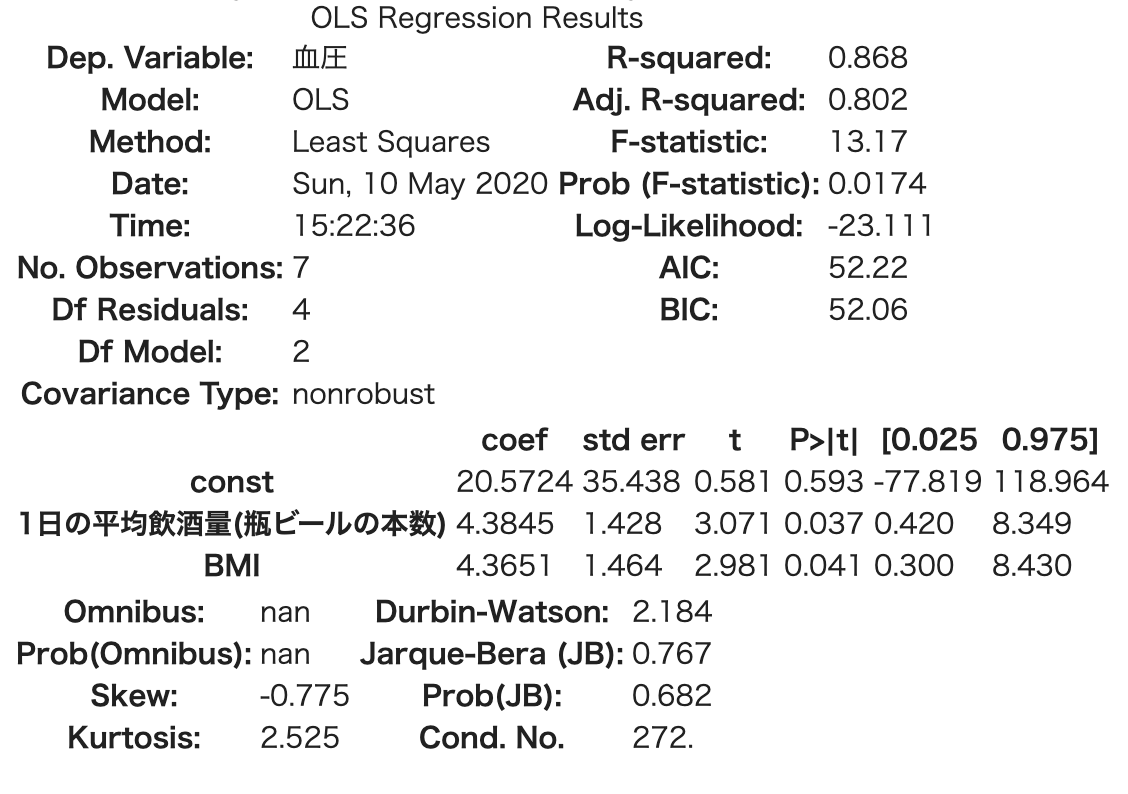 OLS Regression Results
Dep. Variable: 血圧 R-squared: 0.868
Model: OLS Adj. R-squared: 0.802
Method: Least Squares F-statistic: 13.17
Date: Sun, 10 May 2020 Prob (F-statistic): 0.0174
Time: 15:22:36 Log-Likelihood: -23.111
No. Observations: 7 AIC: 52.22
Df Residuals: 4 BIC: 52.06
Df Model: 2
Covariance Type: nonrobust
coef std err t P>|t| [0.025 0.975]
const 20.5724 35.438 0.581 0.593 -77.819 118.964
1日の平均飲酒量(瓶ビールの本数) 4.3845 1.428 3.071 0.037 0.420 8.349
BMI 4.3651 1.464 2.981 0.041 0.300 8.430
Omnibus: nan Durbin-Watson: 2.184
Prob(Omnibus): nan Jarque-Bera (JB): 0.767
Skew: -0.775 Prob(JB): 0.682
Kurtosis: 2.525 Cond. No. 272.